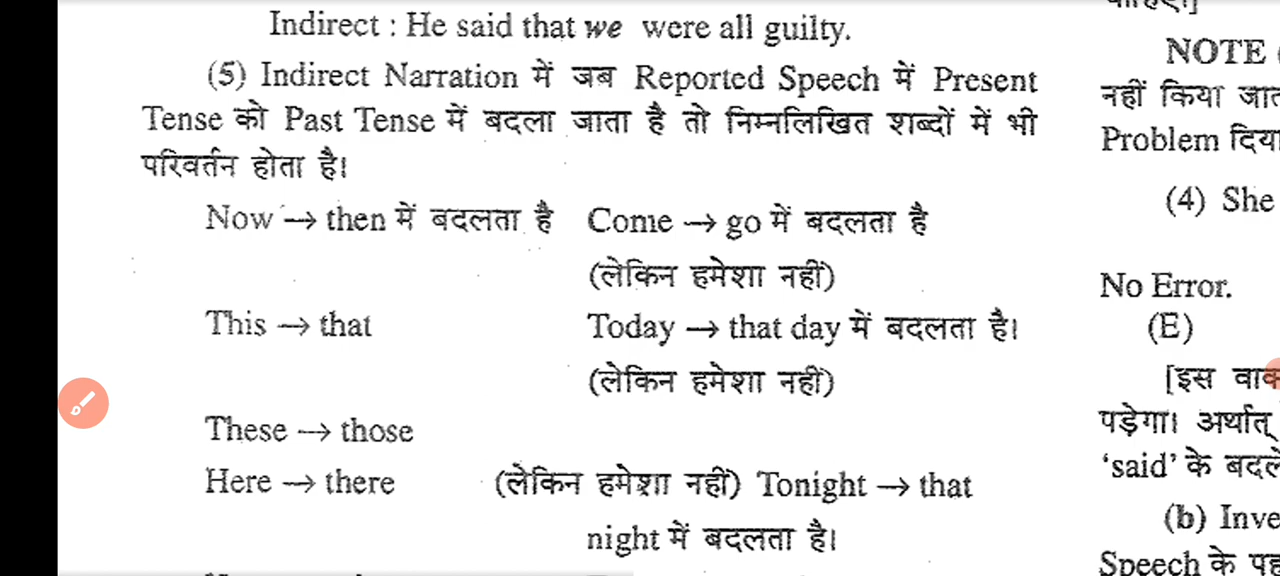 Indirect : He said that we were all guilty.
(5) Indirect Narration में जब Reported Speech में Present
Tense को Past Tense में बदला जाता है तो निम्नलिखित शब्दों में भी
परिवर्तन होता है।
Now → then में बदलता है Come → go में बदलता है
(लेकिन हमेशा नहीं)
This → that Today → that day में बदलता है।
(लेकिन हमेशा नहीं)
These → those
Here → there (लेकिन हमेशा नहीं) Tonight → that
night में बदलता है।
NOTE
नहीं किया
Problem
(4) She
No Error.
(E)
[इस
पड़ेगा। अर्थात्
'said' के
(b)
Speech के